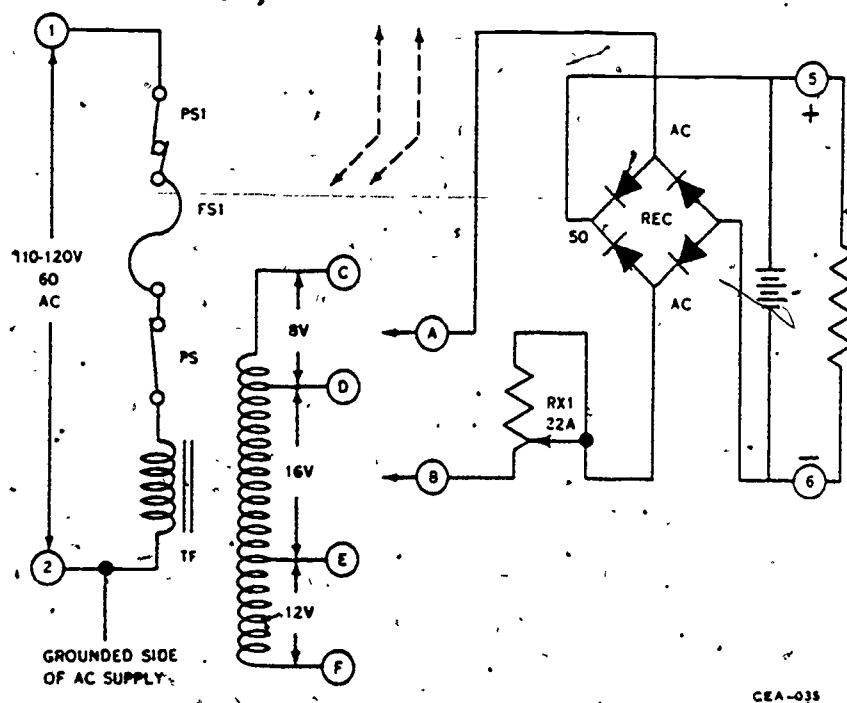 1
PS1
FS1
110-120V
60
AC
PS
2
TF
GROUNDED SIDE
OF AC SUPPLY
C
8V
D
16V
E
12V
F
A
B
RX1
22A
AC
REC
50
AC
5
+
−
6
CEA-035